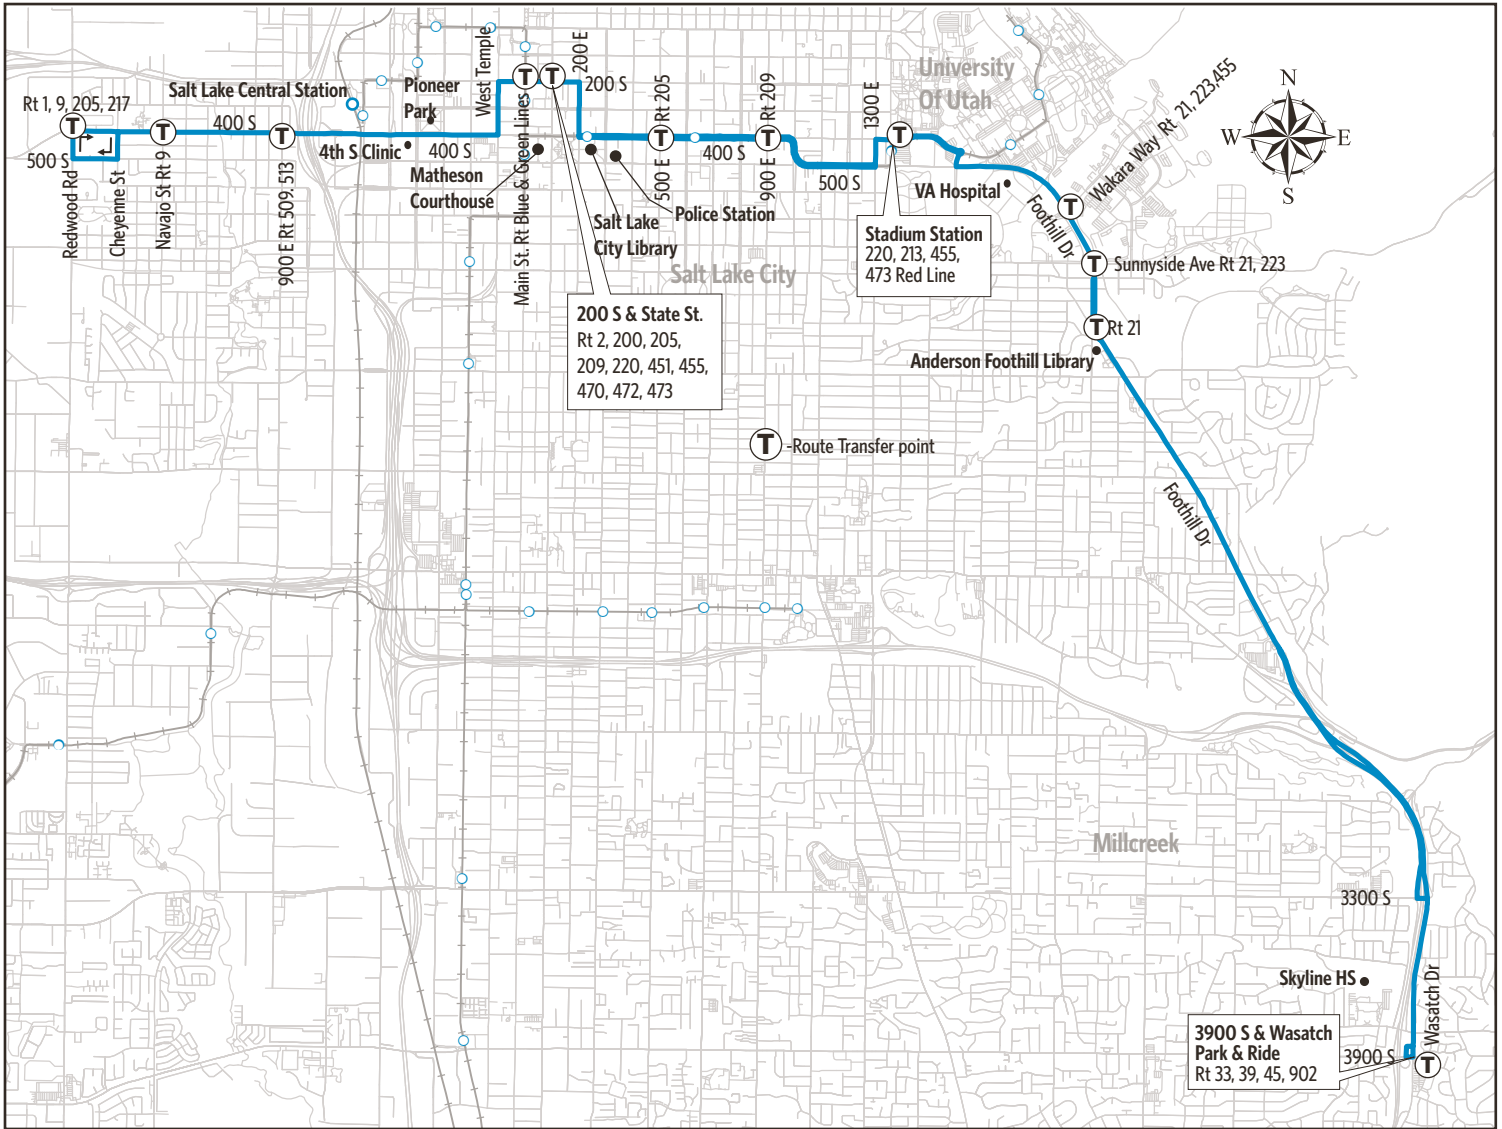 Rt 1, 9, 205, 217
T
500 S
Redwood Rd
Cheyenne St
T
Navajo St Rt 9
400 S
T
900 E Rt 509. 513
Salt Lake Central Station
Pioneer
Park
4th S Clinic
400 S
Matheson
Courthouse
West Temple
T
T
Main St. Rt Blue & Green Lines
200 E
200 S
Salt Lake
City Library
Police Station
T
Rt 205
500 E
400 S
T
Rt 209
900 E
500 S
1300 E
T
University
Of Utah
Salt Lake City
200 S & State St.
Rt 2, 200, 205,
209, 220, 451, 455,
470, 472, 473
Stadium Station
220, 213, 455,
473 Red Line
VA Hospital
Foothill Dr
T
Wakara Way Rt 21, 223,455
N
W
E
S
T
Sunnyside Ave Rt 21, 223
T
Rt 21
Anderson Foothill Library
T
-Route Transfer point
Foothill Dr
Millcreek
3300 S
Skyline HS
Wasatch Dr
3900 S & Wasatch
Park & Ride
Rt 33, 39, 45, 902
3900 S
T